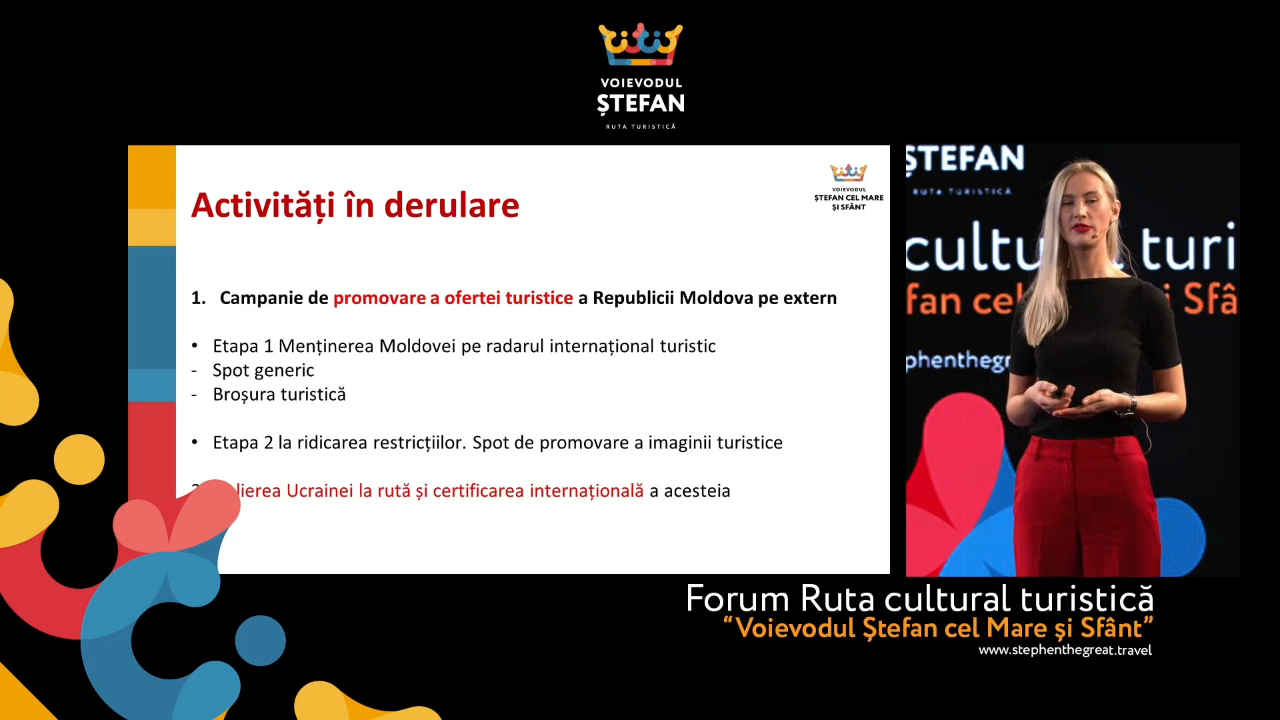 VOIEVODUL
ȘTEFAN
RUTA TURISTICĂ
Activități în derulare
VOIEVODUL
ȘTEFAN CEL MARE
ȘI SFÂNT
1. Campanie de promovare a ofertei turistice a Republicii Moldova pe extern
• Etapa 1 Menținerea Moldovei pe radarul internațional turistic
- Spot generic
- Broșura turistică
• Etapa 2 la ridicarea restricțiilor. Spot de promovare a imaginii turistice
Ucrainei la rută și certificarea internațională a acesteia
ȘTEFAN
RUTA TURISTICĂ
cultu turi
fan cel și Sfâ
phenthegr
Forum Ruta cultural turistică
“Voievodul Ștefan cel Mare și Sfânt”
www.stephenthegreat.travel